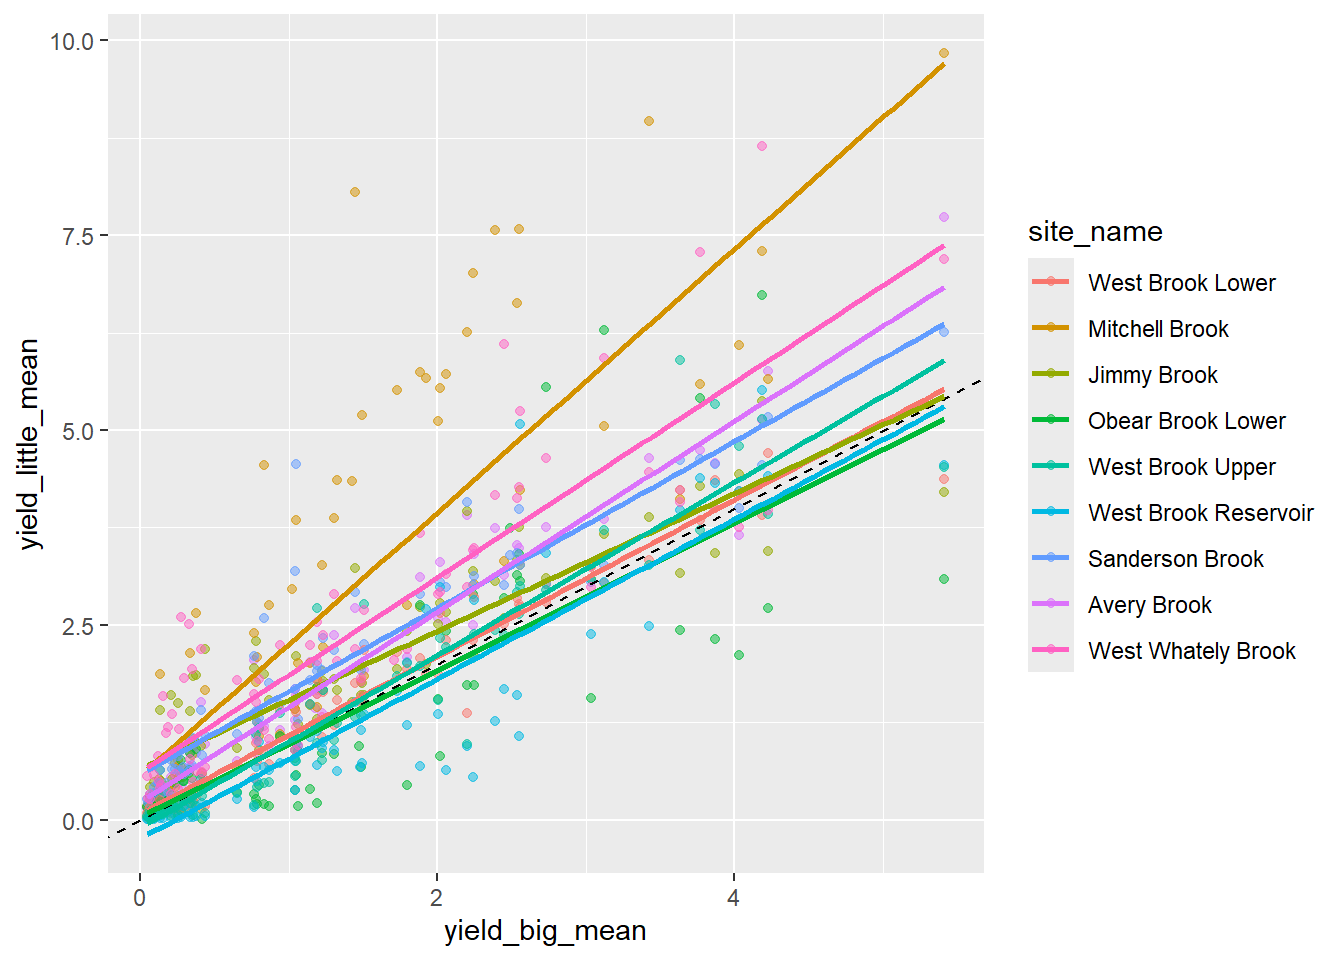 10.0
7.5
5.0
2.5
0.0
yield_little_mean
0
2
4
yield_big_mean
site_name
West Brook Lower
Mitchell Brook
Jimmy Brook
Obear Brook Lower
West Brook Upper
West Brook Reservoir
Sanderson Brook
Avery Brook
West Whately Brook